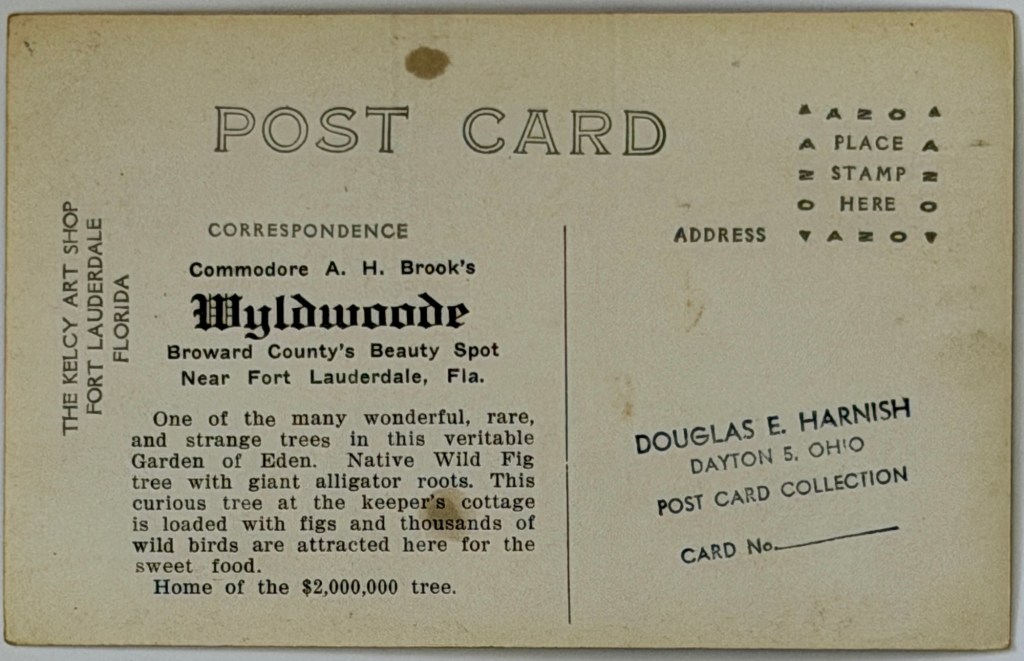 POST CARD
▲ A Z O ▲
A PLACE A
Z STAMP Z
O HERE O
▼ A Z O ▼
THE KELCY ART SHOP
FORT LAUDERDALE
FLORIDA
CORRESPONDENCE
Commodore A. H. Brook's
Wyldwoode
Broward County's Beauty Spot
Near Fort Lauderdale, Fla.
One of the many wonderful, rare,
and strange trees in this veritable
Garden of Eden. Native Wild Fig
tree with giant alligator roots. This
curious tree at the keeper's cottage
is loaded with figs and thousands of
wild birds are attracted here for the
sweet food.
Home of the $2,000,000 tree.
ADDRESS
DOUGLAS E. HARNISH
DAYTON 5, OHIO
POST CARD COLLECTION
CARD No.